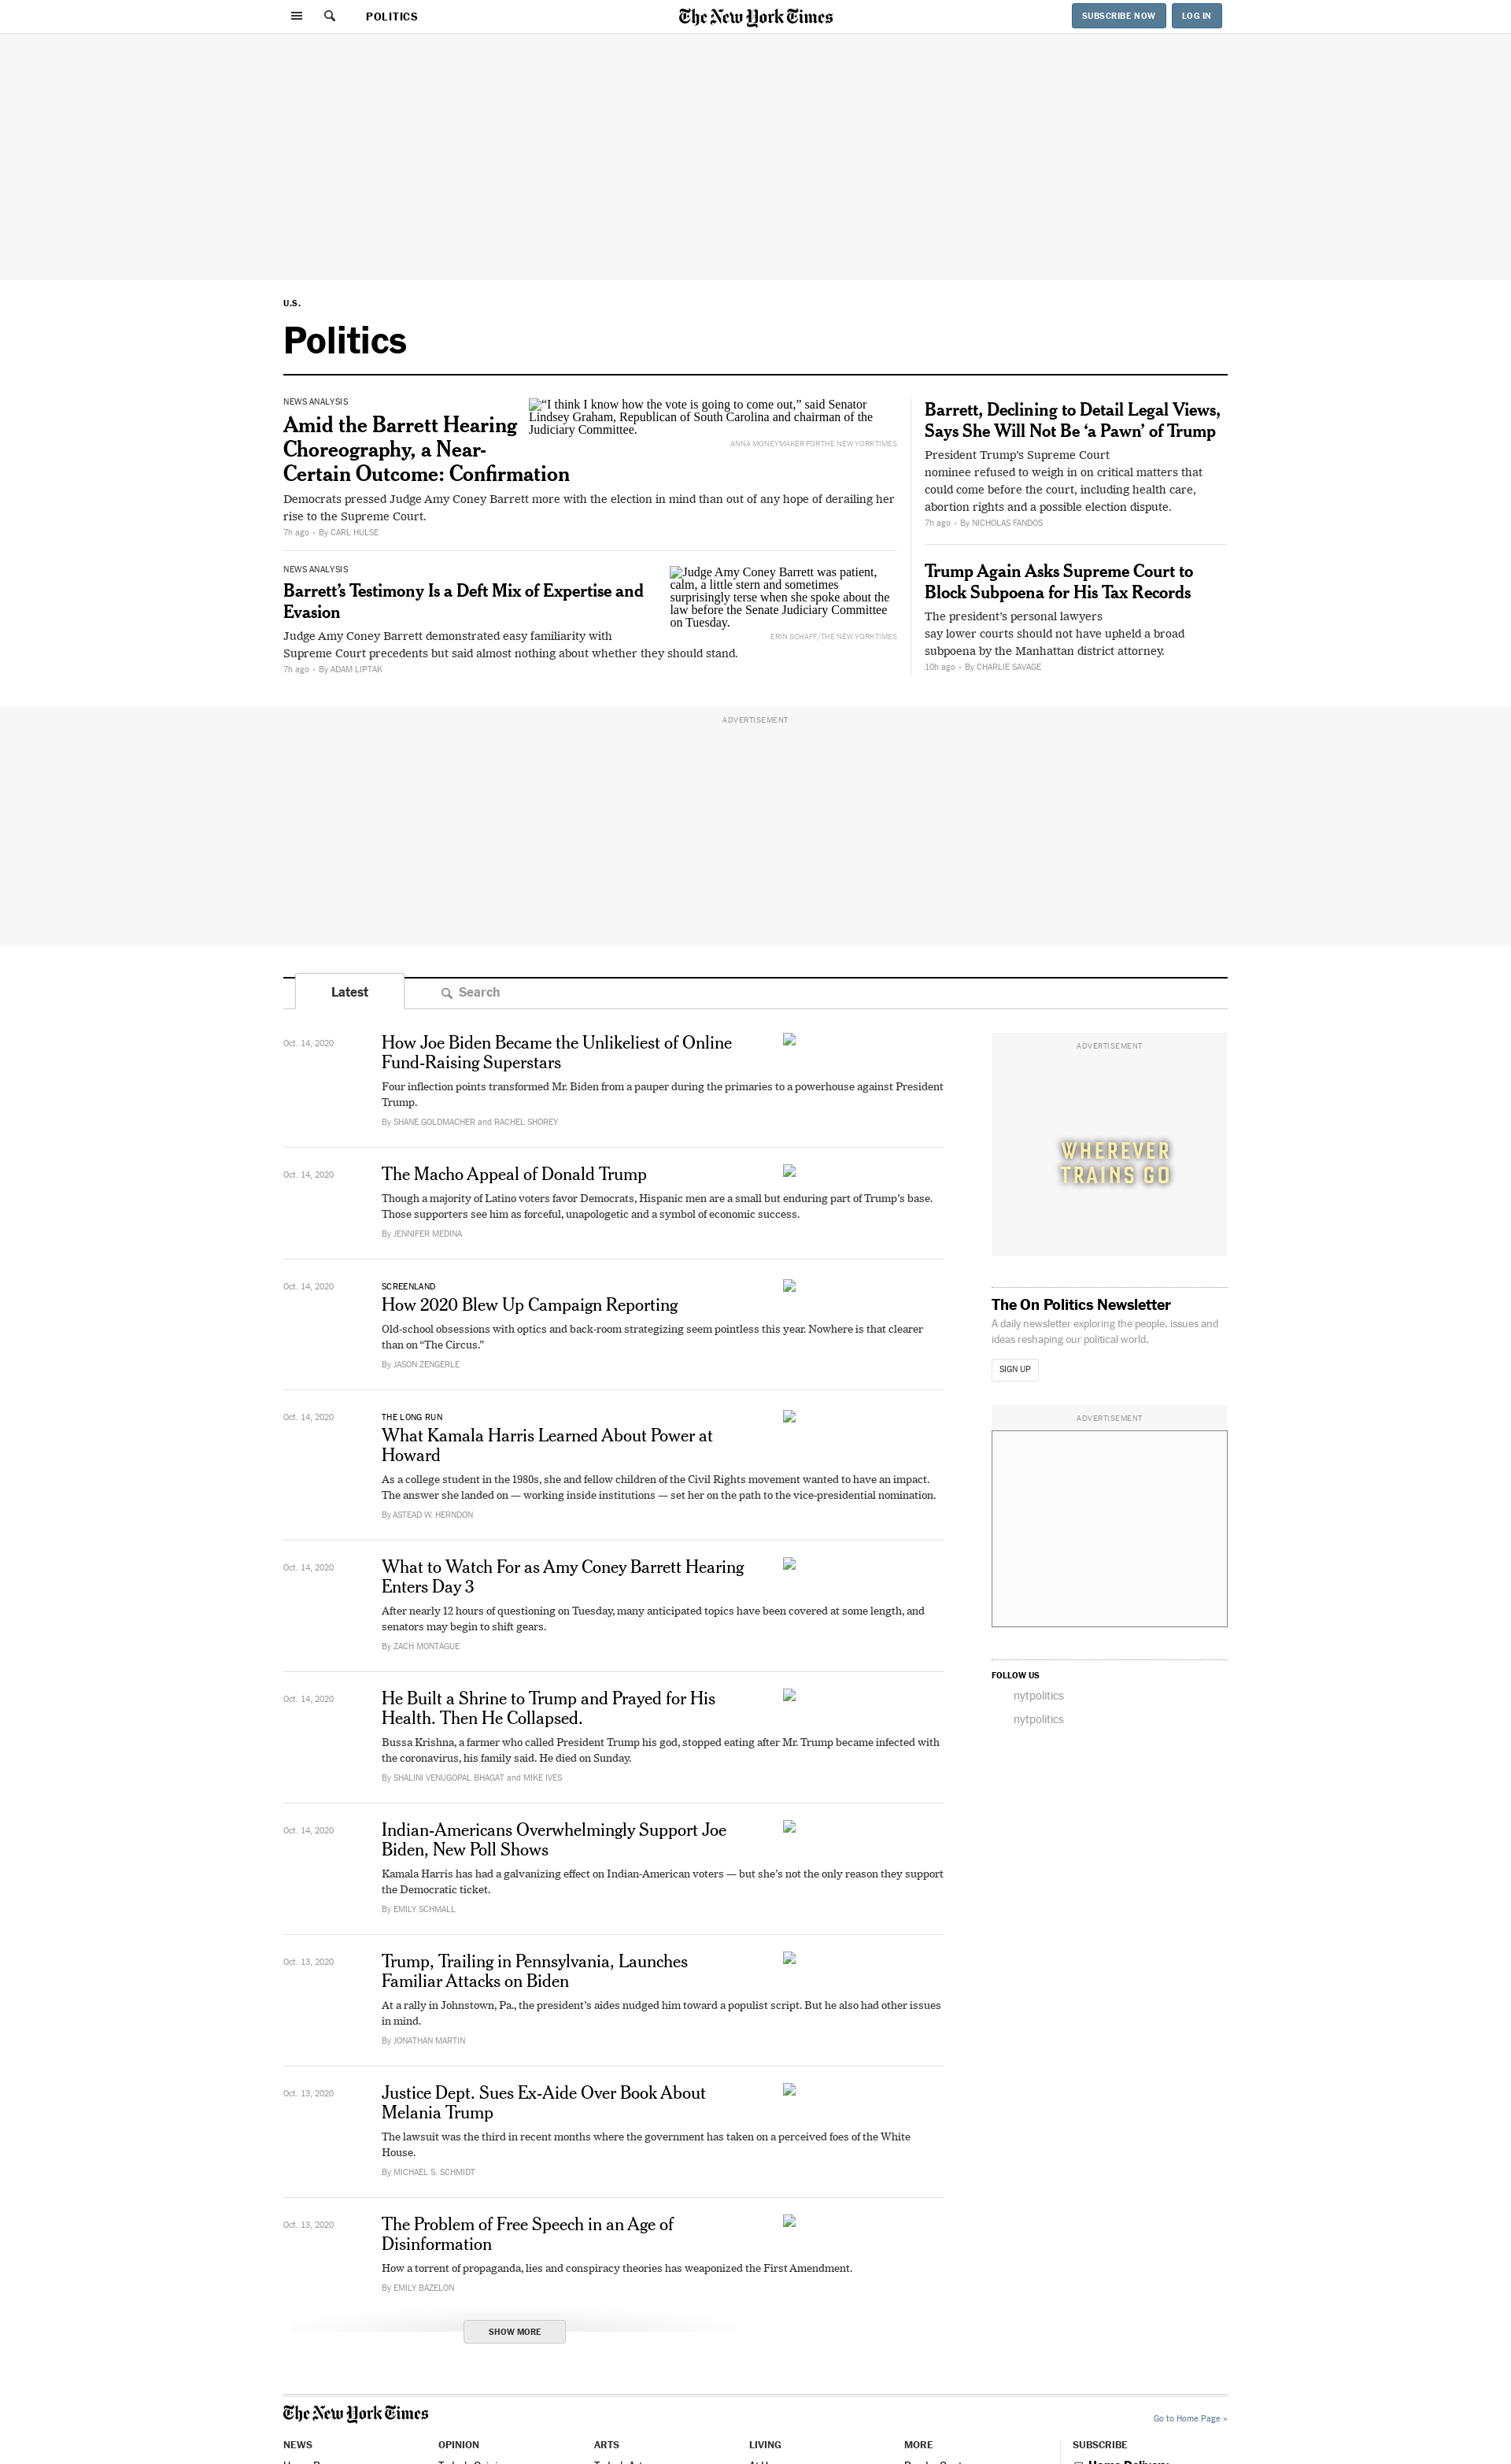 POLITICS
The New York Times
SUBSCRIBE NOW
LOG IN
U.S.
Politics
NEWS ANALYSIS
Amid the Barrett Hearing
Choreography, a Near-
Certain Outcome: Confirmation
“I think I know how the vote is going to come out,” said Senator
Lindsey Graham, Republican of South Carolina and chairman of the
Judiciary Committee.
ANNA MONEYMAKER FOR THE NEW YORK TIMES
Democrats pressed Judge Amy Coney Barrett more with the election in mind than out of any hope of derailing her
rise to the Supreme Court.
7h ago • By CARL HULSE
NEWS ANALYSIS
Barrett’s Testimony Is a Deft Mix of Expertise and
Evasion
Judge Amy Coney Barrett was patient,
calm, a little stern and sometimes
surprisingly terse when she spoke about the
law before the Senate Judiciary Committee
on Tuesday.
ERIN SCHAFF/THE NEW YORK TIMES
Judge Amy Coney Barrett demonstrated easy familiarity with
Supreme Court precedents but said almost nothing about whether they should stand.
7h ago • By ADAM LIPTAK
Barrett, Declining to Detail Legal Views,
Says She Will Not Be ‘a Pawn’ of Trump
President Trump’s Supreme Court
nominee refused to weigh in on critical matters that
could come before the court, including health care,
abortion rights and a possible election dispute.
7h ago • By NICHOLAS FANDOS
Trump Again Asks Supreme Court to
Block Subpoena for His Tax Records
The president’s personal lawyers
say lower courts should not have upheld a broad
subpoena by the Manhattan district attorney.
10h ago • By CHARLIE SAVAGE
ADVERTISEMENT
Latest
Search
Oct. 14, 2020
How Joe Biden Became the Unlikeliest of Online
Fund-Raising Superstars
Four inflection points transformed Mr. Biden from a pauper during the primaries to a powerhouse against President
Trump.
By SHANE GOLDMACHER and RACHEL SHOREY
Oct. 14, 2020
The Macho Appeal of Donald Trump
Though a majority of Latino voters favor Democrats, Hispanic men are a small but enduring part of Trump’s base.
Those supporters see him as forceful, unapologetic and a symbol of economic success.
By JENNIFER MEDINA
Oct. 14, 2020
SCREENLAND
How 2020 Blew Up Campaign Reporting
Old-school obsessions with optics and back-room strategizing seem pointless this year. Nowhere is that clearer
than on “The Circus.”
By JASON ZENGERLE
Oct. 14, 2020
THE LONG RUN
What Kamala Harris Learned About Power at
Howard
As a college student in the 1980s, she and fellow children of the Civil Rights movement wanted to have an impact.
The answer she landed on — working inside institutions — set her on the path to the vice-presidential nomination.
By ASTEAD W. HERNDON
Oct. 14, 2020
What to Watch For as Amy Coney Barrett Hearing
Enters Day 3
After nearly 12 hours of questioning on Tuesday, many anticipated topics have been covered at some length, and
senators may begin to shift gears.
By ZACH MONTAGUE
Oct. 14, 2020
He Built a Shrine to Trump and Prayed for His
Health. Then He Collapsed.
Bussa Krishna, a farmer who called President Trump his god, stopped eating after Mr. Trump became infected with
the coronavirus, his family said. He died on Sunday.
By SHALINI VENUGOPAL BHAGAT and MIKE IVES
Oct. 14, 2020
Indian-Americans Overwhelmingly Support Joe
Biden, New Poll Shows
Kamala Harris has had a galvanizing effect on Indian-American voters — but she’s not the only reason they support
the Democratic ticket.
By EMILY SCHMALL
Oct. 13, 2020
Trump, Trailing in Pennsylvania, Launches
Familiar Attacks on Biden
At a rally in Johnstown, Pa., the president’s aides nudged him toward a populist script. But he also had other issues
in mind.
By JONATHAN MARTIN
Oct. 13, 2020
Justice Dept. Sues Ex-Aide Over Book About
Melania Trump
The lawsuit was the third in recent months where the government has taken on a perceived foes of the White
House.
By MICHAEL S. SCHMIDT
Oct. 13, 2020
The Problem of Free Speech in an Age of
Disinformation
How a torrent of propaganda, lies and conspiracy theories has weaponized the First Amendment.
By EMILY BAZELON
SHOW MORE
ADVERTISEMENT
WHEREVER
TRAINS GO
The On Politics Newsletter
A daily newsletter exploring the people, issues and
ideas reshaping our political world.
SIGN UP
ADVERTISEMENT
FOLLOW US
nytpolitics
nytpolitics
The New York Times
Go to Home Page »
NEWS
OPINION
ARTS
LIVING
MORE
SUBSCRIBE